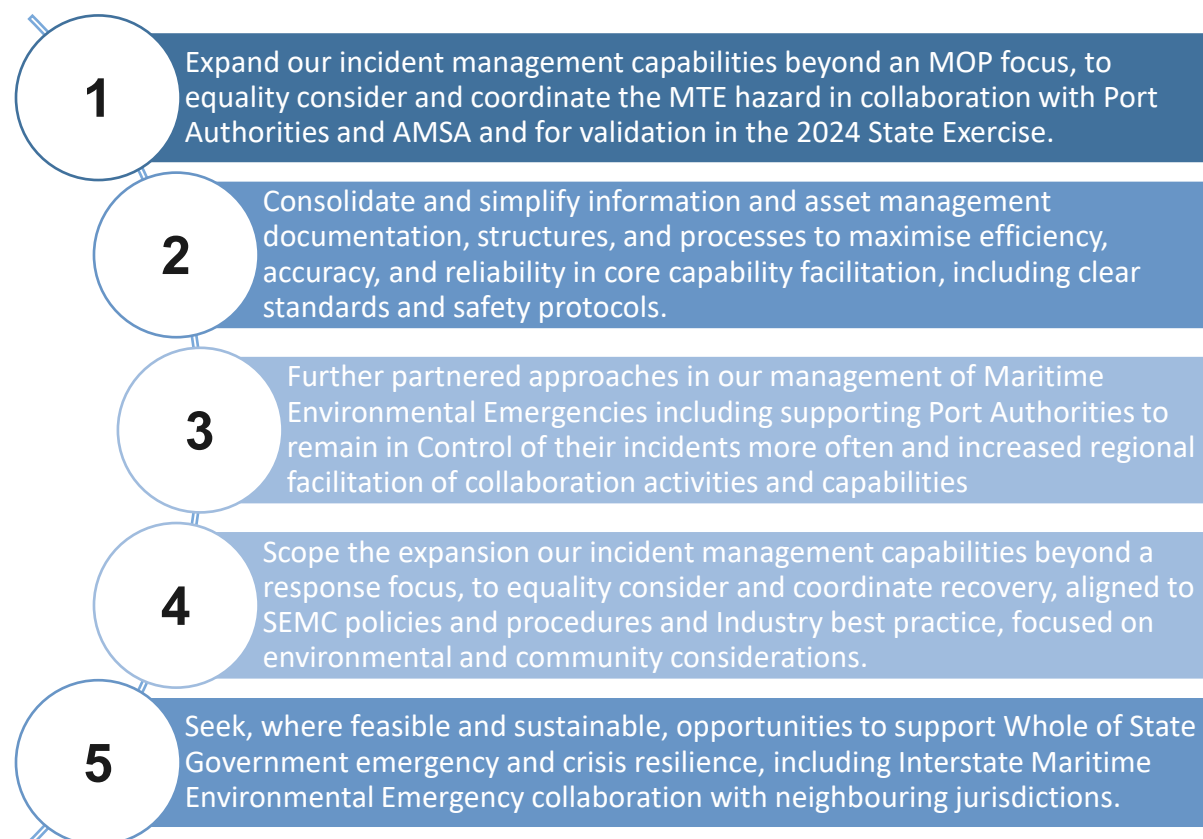 1
Expand our incident management capabilities beyond an MOP focus, to
equality consider and coordinate the MTE hazard in collaboration with Port
Authorities and AMSA and for validation in the 2024 State Exercise.
2
Consolidate and simplify information and asset management
documentation, structures, and processes to maximise efficiency,
accuracy, and reliability in core capability facilitation, including clear
standards and safety protocols.
3
Further partnered approaches in our management of Maritime
Environmental Emergencies including supporting Port Authorities to
remain in Control of their incidents more often and increased regional
facilitation of collaboration activities and capabilities
4
Scope the expansion our incident management capabilities beyond a
response focus, to equality consider and coordinate recovery, aligned to
SEMC policies and procedures and Industry best practice, focused on
environmental and community considerations.
5
Seek, where feasible and sustainable, opportunities to support Whole of State
Government emergency and crisis resilience, including Interstate Maritime
Environmental Emergency collaboration with neighbouring jurisdictions.